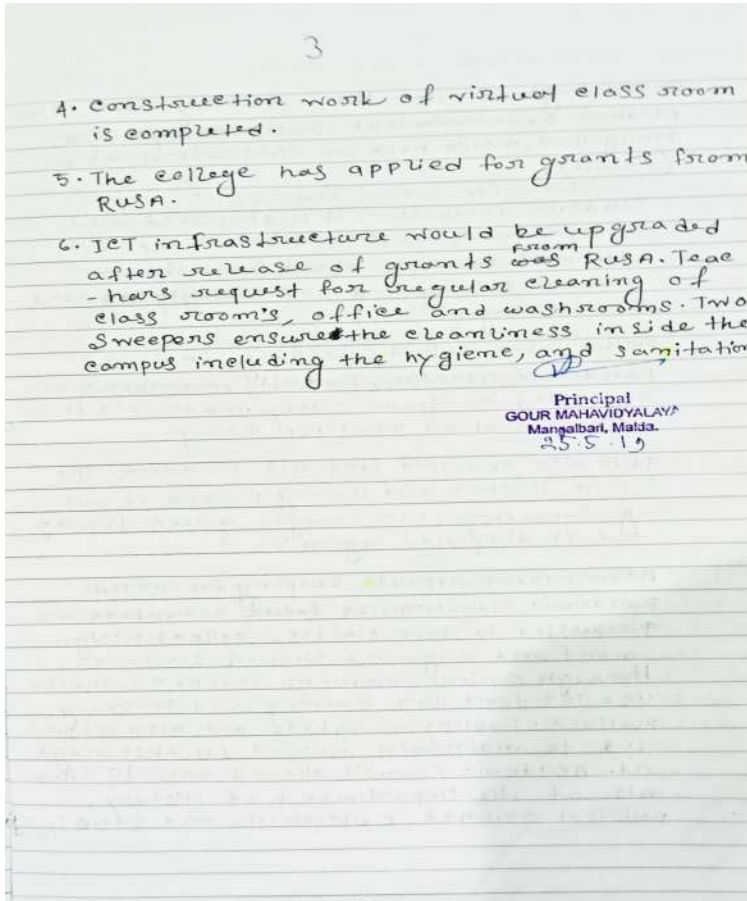 3
4. Construction work of virtual class room
is completed.
5. The college has applied for grants from
RUSA.
6. ICT infrastructure would be upgraded
after release of grants from RUSA. Teac
-hars request for regular cleaning of
class room's, office and washrooms. Two
Sweepers ensure the cleanliness inside the
campus including the hygieme, and sanitation
Principal
GOUR MAHAVIDYALAYA
Mangalbari, Malda.
25.5.19